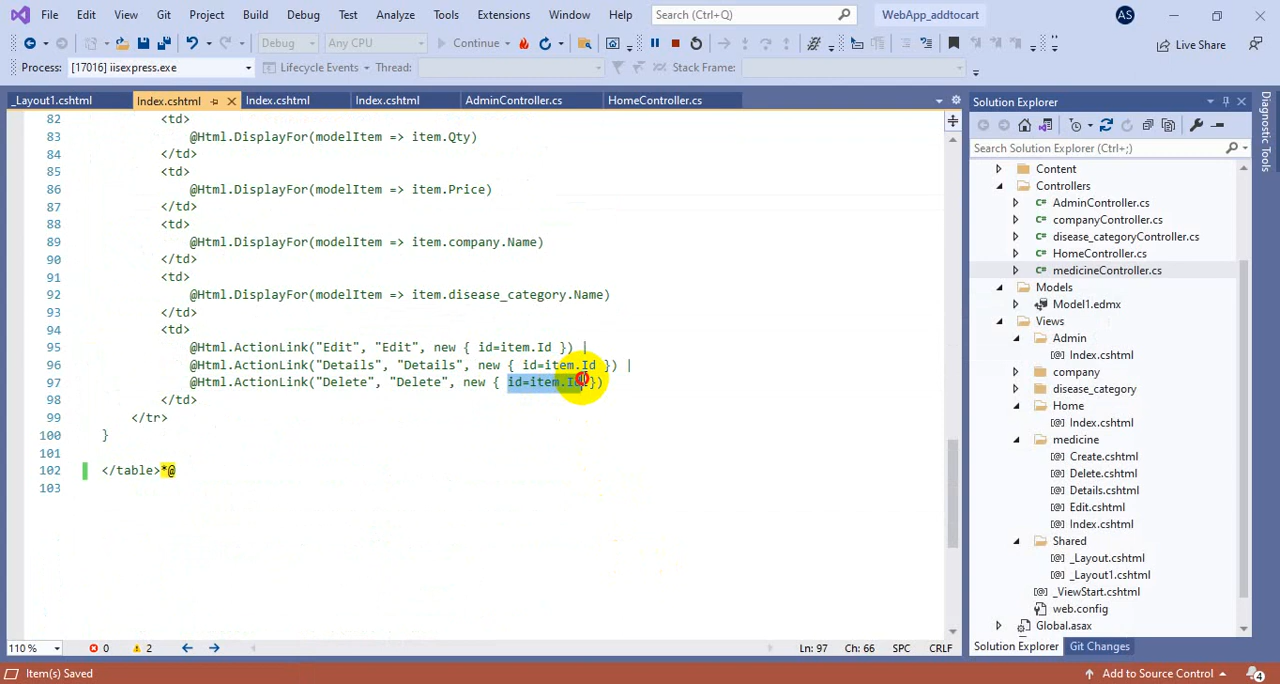 File Edit View Git Project Build Debug Test Analyze Tools Extensions Window Help Search (Ctrl+Q) WebApp_addtocart AS
Debug Any CPU Continue Live Share
Process: [17016] iisexpress.exe Lifecycle Events Thread: Stack Frame:
_Layout1.cshtml Index.cshtml Index.cshtml Index.cshtml AdminController.cs HomeController.cs
82 <td>
83 @Html.DisplayFor(modelItem => item.Qty)
84 </td>
85 <td>
86 @Html.DisplayFor(modelItem => item.Price)
87 </td>
88 <td>
89 @Html.DisplayFor(modelItem => item.company.Name)
90 </td>
91 <td>
92 @Html.DisplayFor(modelItem => item.disease_category.Name)
93 </td>
94 <td>
95 @Html.ActionLink("Edit", "Edit", new { id=item.Id }) |
96 @Html.ActionLink("Details", "Details", new { id=item.Id }) |
97 @Html.ActionLink("Delete", "Delete", new { id=item.Id })
98 </td>
99 </tr>
100 }
101
102 </table>*@
103
110 % 0 2 Ln: 97 Ch: 66 SPC CRLF
Solution Explorer
Search Solution Explorer (Ctrl+;)
Content
Controllers
AdminController.cs
companyController.cs
disease_categoryController.cs
HomeController.cs
medicineController.cs
Models
Model1.edmx
Views
Admin
Index.cshtml
company
disease_category
Home
Index.cshtml
medicine
Create.cshtml
Delete.cshtml
Details.cshtml
Edit.cshtml
Index.cshtml
Shared
_Layout.cshtml
_Layout1.cshtml
_ViewStart.cshtml
web.config
Global.asax
Solution Explorer Git Changes
Diagnostic Tools
Item(s) Saved Add to Source Control 4